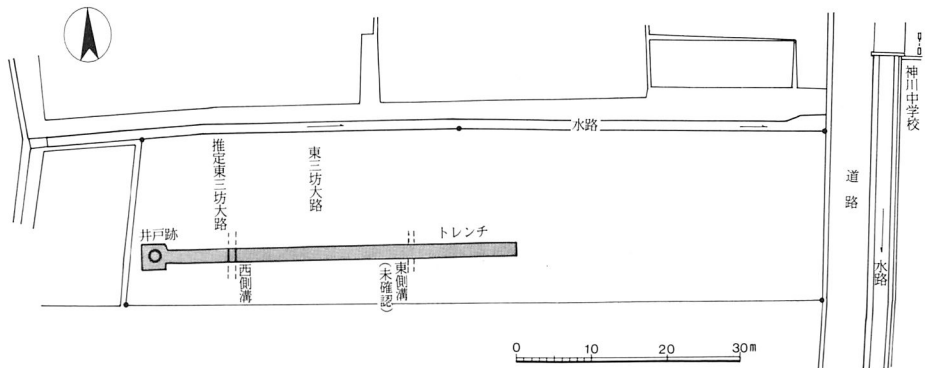 水路
神川中学校
推定東三坊大路
東三坊大路
道路
井戸跡
トレンチ
西側溝
東側溝
(未確認)
水路
0 10 20 30m